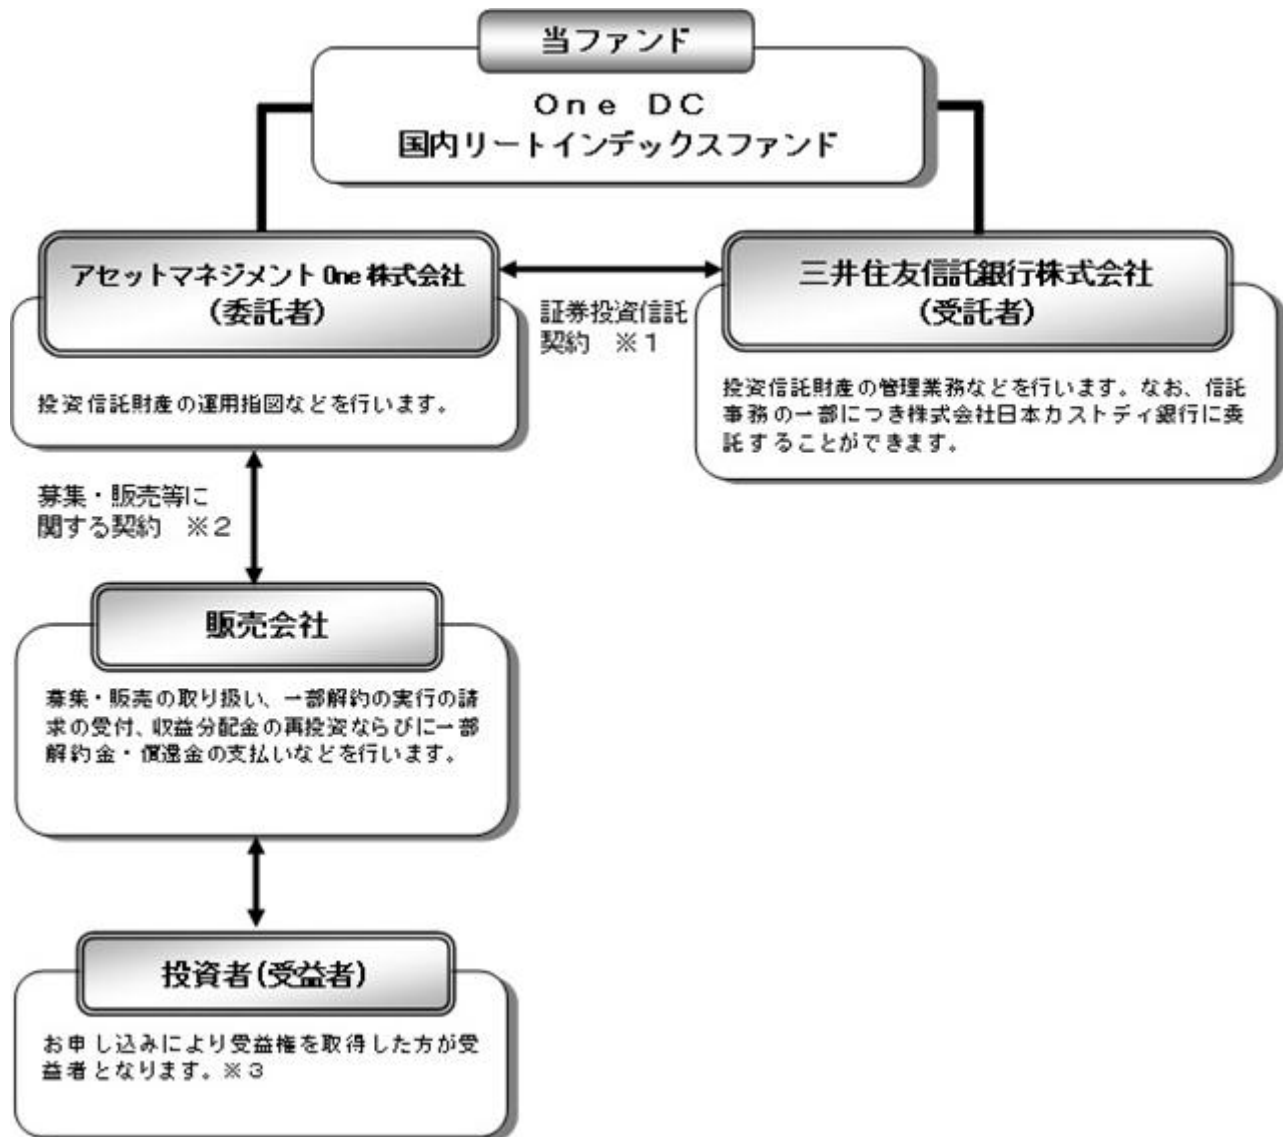 当ファンド
One DC
国内リートインデックスファンド
アセットマネジメントOne株式会社
(委託者)
投資信託財産の運用指図などを行います。
証券投資信託
契約 ※1
三井住友信託銀行株式会社
(受託者)
投資信託財産の管理業務などを行います。なお、信託
事務の一部につき株式会社日本カストディ銀行に委
託することができます。
募集・販売等に
関する契約 ※2
販売会社
募集・販売の取り扱い、一部解約の実行の請
求の受付、収益分配金の再投資ならびに一部
解約金・償還金の支払いなどを行います。
投資者(受益者)
お申し込みにより受益権を取得した方が受
益者となります。※3